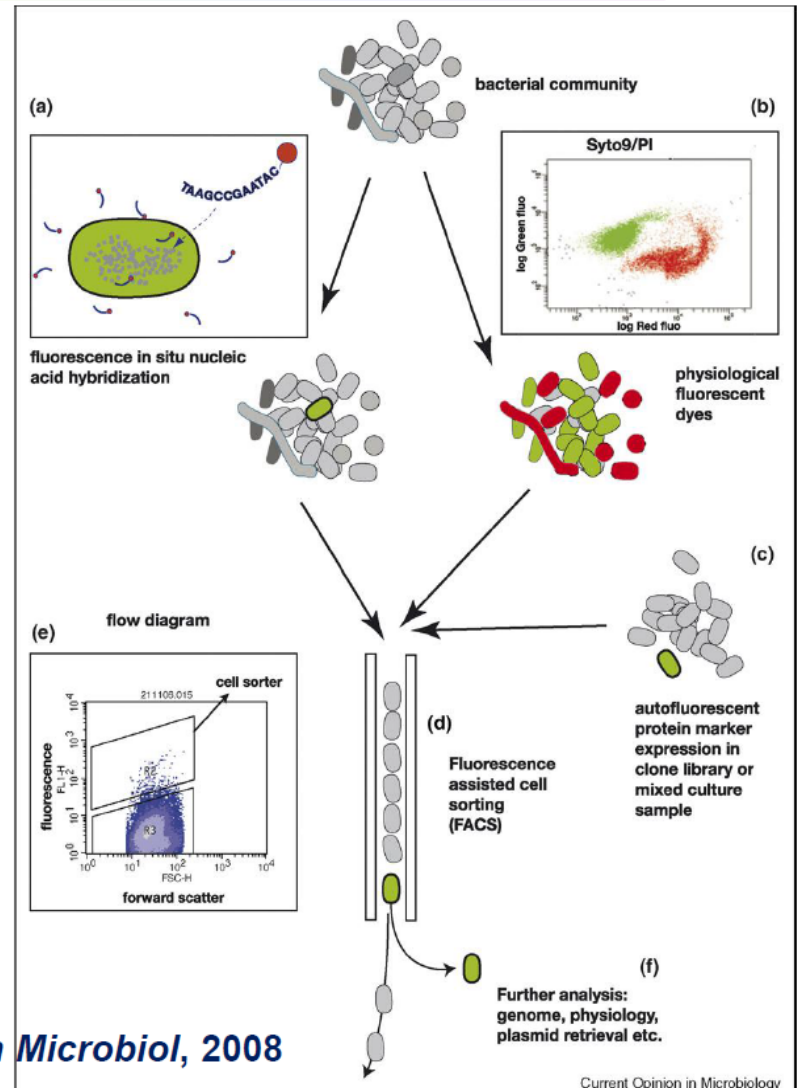 bacterial community
(a)
(b)
TAAGCCGAATAC
Syto9/PI
log Green fluo
log Red fluo
fluorescence in situ nucleic
acid hybridization
physiological
fluorescent
dyes
(c)
flow diagram
(e)
cell sorter
211106.015
fluorescence
FL1-H
10^4
10^3
10^2
10^1
10^0
R2
R3
10^0 10^1 10^2 10^3 10^4
FSC-H
forward scatter
(d)
Fluorescence
assisted cell
sorting
(FACS)
autofluorescent
protein marker
expression in
clone library or
mixed culture
sample
(f)
Further analysis:
genome, physiology,
plasmid retrieval etc.
Microbiol, 2008
Current Opinion in Microbiology